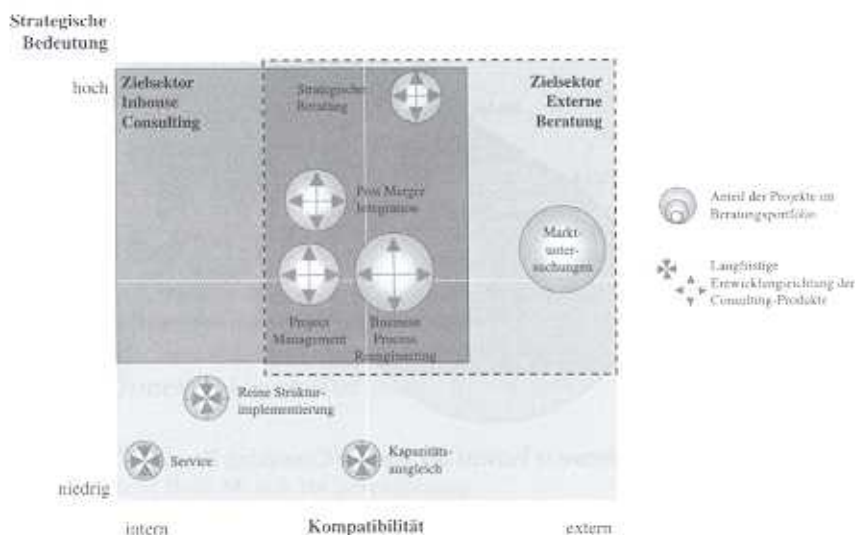 Strategische
Bedeutung
hoch
Zielsektor
Inhouse
Consulting
Strategische
Beratung
Zielsektor
Externe
Beratung
Post Merger
Integration
Markt-
unter-
suchungen
Anteil der Projekte im
Beratungsportfolio
Langfristige
Entwicklungsrichtung der
Consulting-Produkte
Project
Management
Business
Process
Reengineering
Reine Struktur-
implementierung
Service
Kapazitäts-
ausgleich
niedrig
intern
Kompatibilität
extern